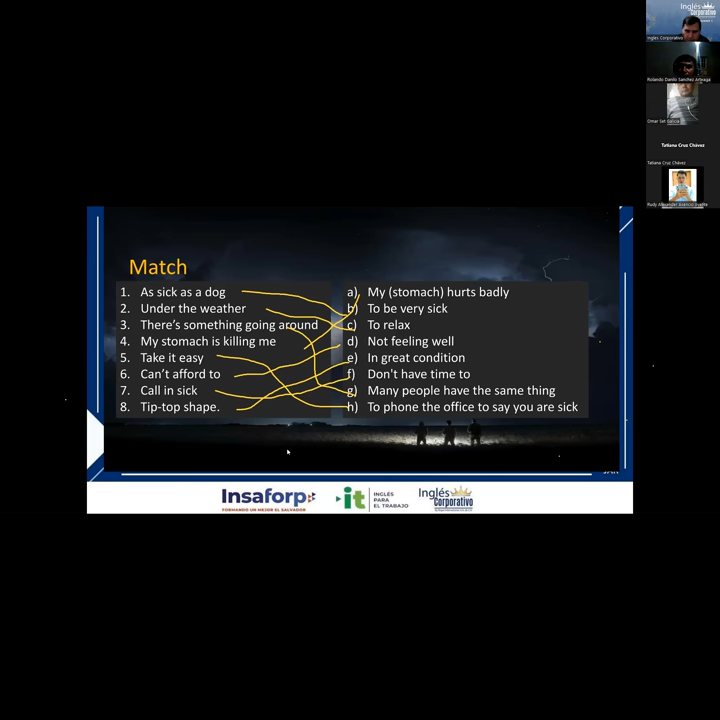 Inglés
Corporativo
Ingles Corporativo
Rolando Danilo Sanchez Arteaga
Omar
Tatiana Cruz Chávez
Tatiana Cruz Chávez
Rudy Alexander
Match
1. As sick as a dog
2. Under the weather
3. There's something going around
4. My stomach is killing me
5. Take it easy
6. Can't afford to
7. Call in sick
8. Tip-top shape.
a) My (stomach) hurts badly
b) To be very sick
c) To relax
d) Not feeling well
e) In great condition
f) Don't have time to
g) Many people have the same thing
h) To phone the office to say you are sick
Insaforp
FORMANDO UN MEJOR EL SALVADOR
it
INGLÉS
PARA
EL TRABAJO
Inglés
Corporativo